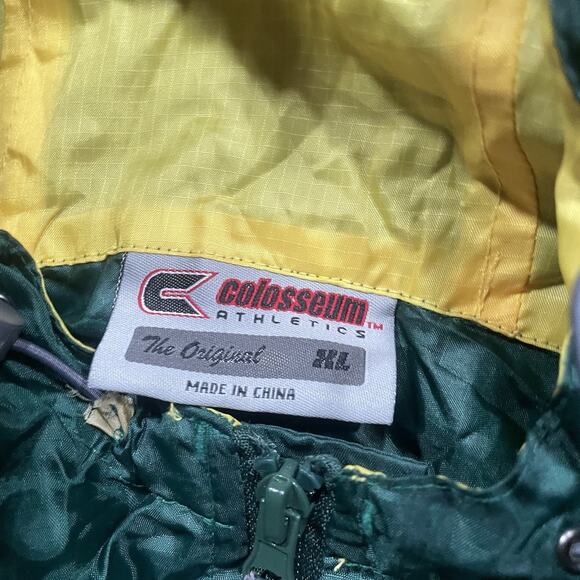 colosseum TM
ATHLETICS
The Original XL
MADE IN CHINA